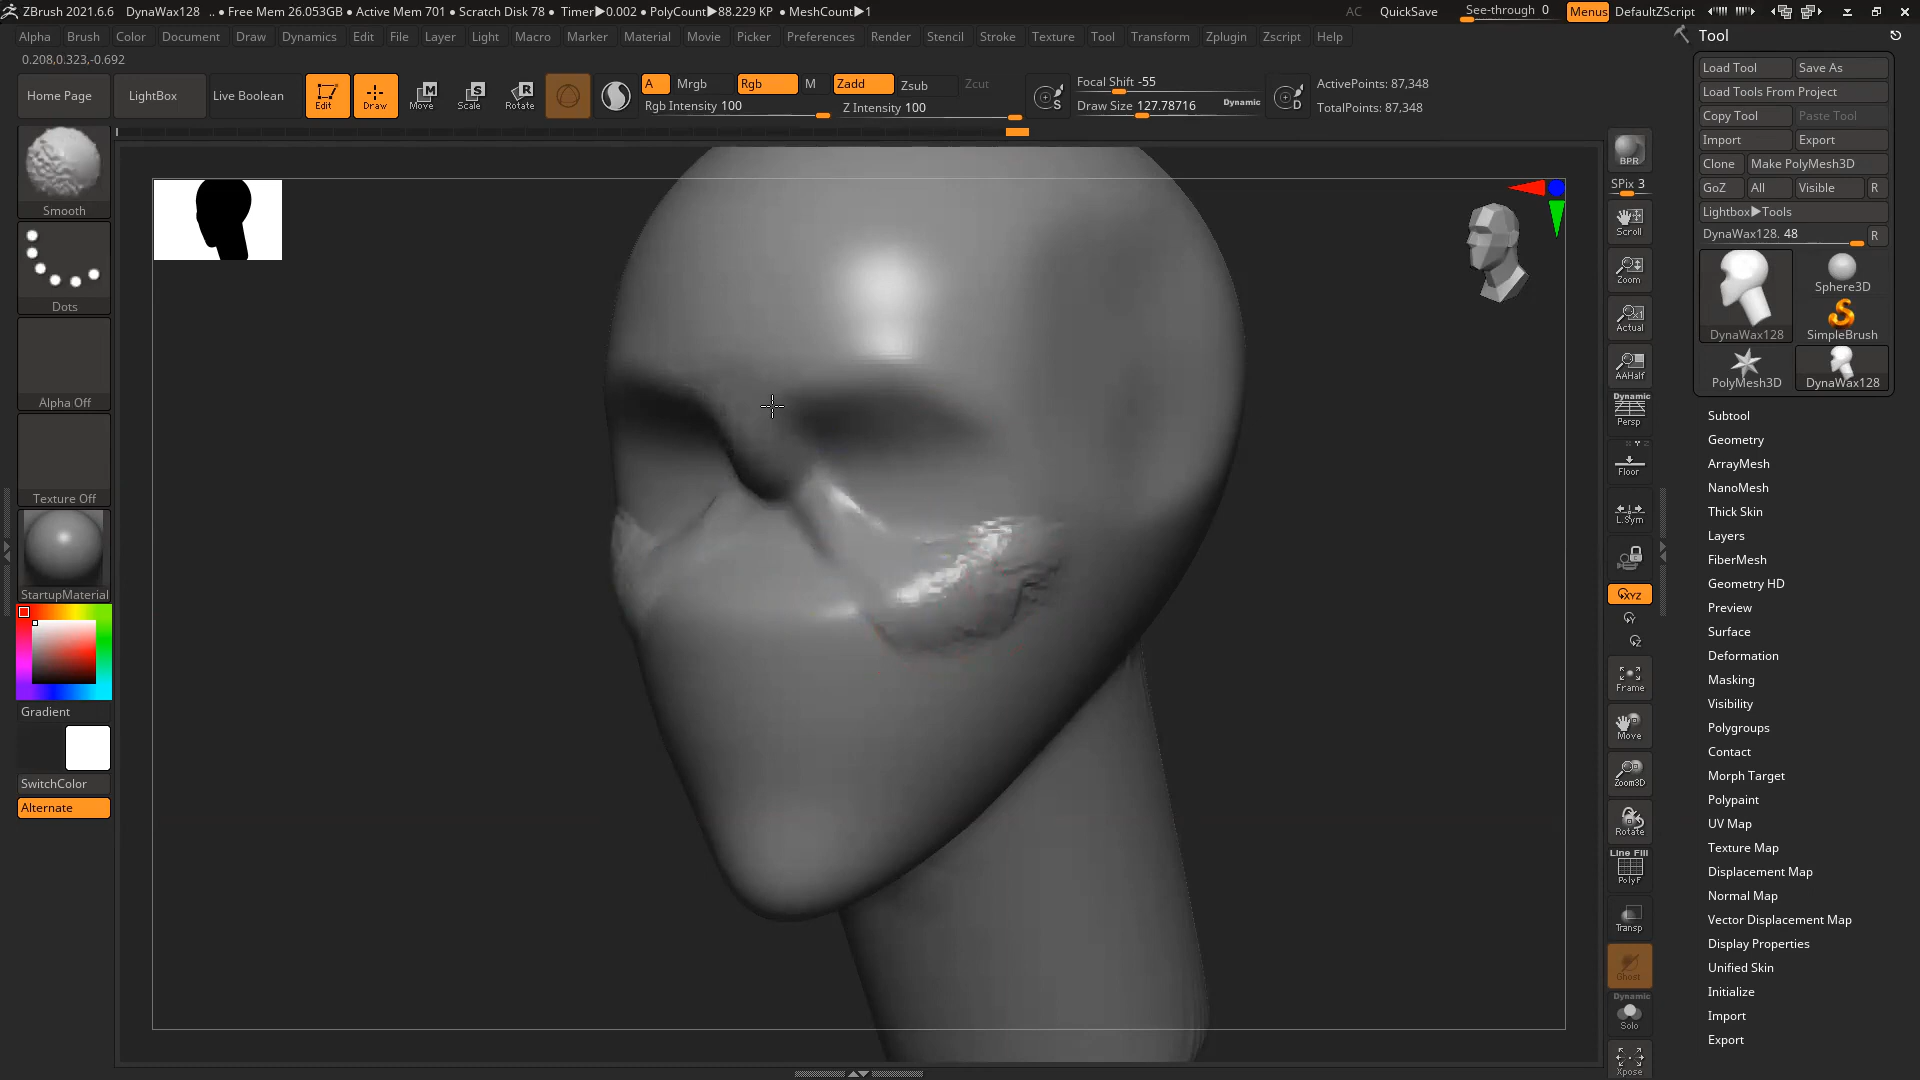 ZBrush 2021.6.6 DynaWax128 .. ● Free Mem 26.053GB ● Active Mem 701 ● Scratch Disk 78 ● Timer▶0.002 ● PolyCount▶88.229 KP ● MeshCount▶1 AC QuickSave See-through 0 Menus DefaultZScript
Alpha Brush Color Document Draw Dynamics Edit File Layer Light Macro Marker Material Movie Picker Preferences Render Stencil Stroke Texture Tool Transform Zplugin Zscript Help
0.208,0.323,-0.692
Home Page LightBox Live Boolean Edit Draw Move Scale Rotate
A Mrgb Rgb M Zadd Zsub Zcut
Rgb Intensity 100 Z Intensity 100
S Focal Shift -55
Draw Size 127.78716 Dynamic D
ActivePoints: 87,348
TotalPoints: 87,348
Smooth
Dots
Alpha Off
Texture Off
StartupMaterial
Gradient
SwitchColor
Alternate
BPR
SPix 3
Scroll
Zoom
Actual
AAHalf
Dynamic
Persp
Floor
L.Sym
XYZ
Y
Z
Frame
Move
Zoom3D
Rotate
Line Fill
PolyF
Transp
Ghost
Dynamic
Solo
Xpose
Tool
Load Tool Save As
Load Tools From Project
Copy Tool Paste Tool
Import Export
Clone Make PolyMesh3D
GoZ All Visible R
Lightbox▶Tools
DynaWax128. 48 R
DynaWax128
Sphere3D
SimpleBrush
PolyMesh3D
DynaWax128
Subtool
Geometry
ArrayMesh
NanoMesh
Thick Skin
Layers
FiberMesh
Geometry HD
Preview
Surface
Deformation
Masking
Visibility
Polygroups
Contact
Morph Target
Polypaint
UV Map
Texture Map
Displacement Map
Normal Map
Vector Displacement Map
Display Properties
Unified Skin
Initialize
Import
Export